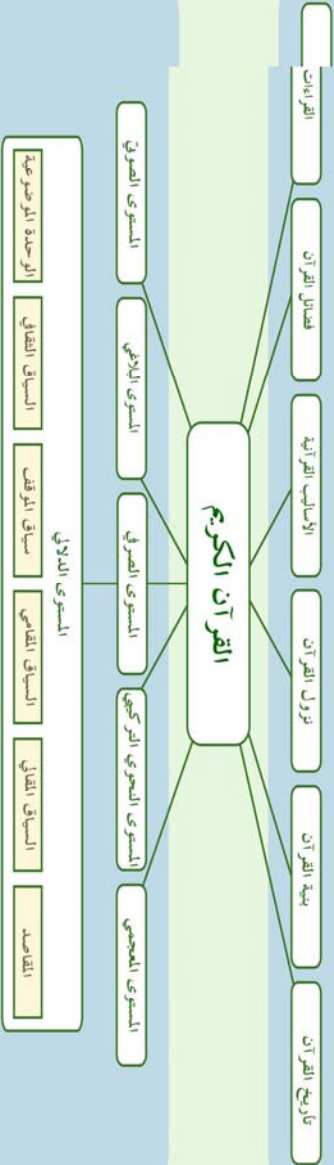 القراءات
فضائل القرآن
الأساليب القرآنية
نزول القرآن
بنية القرآن
تاريخ القرآن
القرآن الكريم
المستوى الصوتي
المستوى البلاغي
المستوى الصرفي
المستوى النحوي التركيبي
المستوى المعجمي
المستوى الدلالي
الوحدة الموضوعية
السياق الثقافي
سياق الموقف
السياق المقامي
السياق المقالي
المقاصد